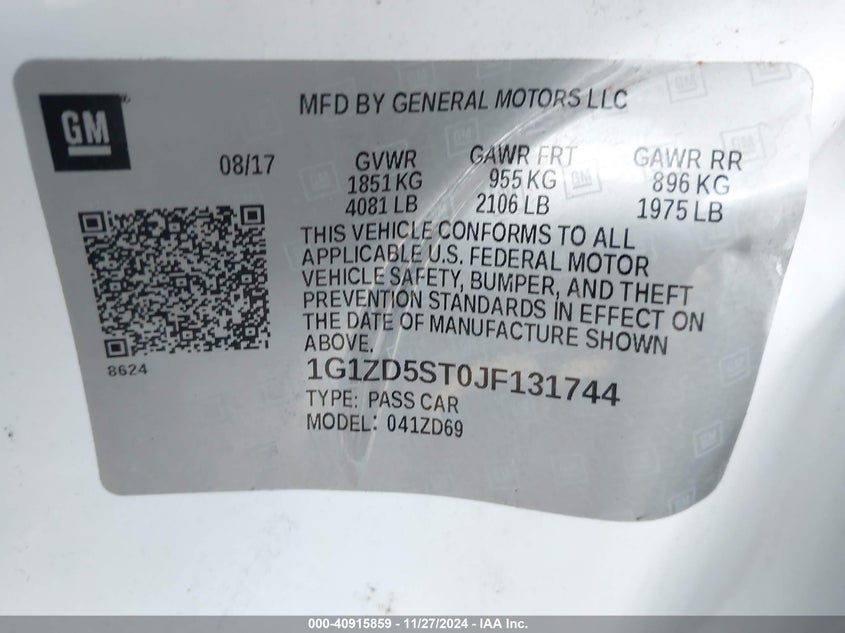 GM
MFD BY GENERAL MOTORS LLC
08/17 GVWR GAWR FRT GAWR RR
1851 KG 955 KG 896 KG
4081 LB 2106 LB 1975 LB
THIS VEHICLE CONFORMS TO ALL
APPLICABLE U.S. FEDERAL MOTOR
VEHICLE SAFETY, BUMPER, AND THEFT
PREVENTION STANDARDS IN EFFECT ON
THE DATE OF MANUFACTURE SHOWN
ABOVE.
8624
1G1ZD5ST0JF131744
TYPE: PASS CAR
MODEL: 041ZD69
000-40915859 | 11/27/2024 - IAA Inc.